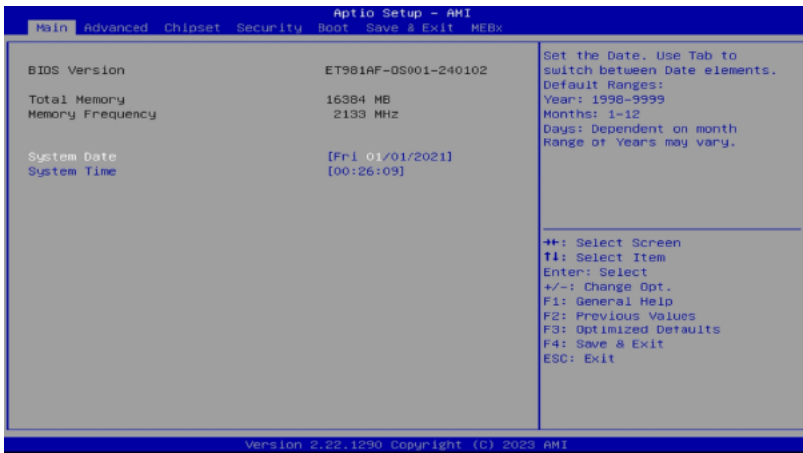 Aptio Setup - AMI
Main Advanced Chipset Security Boot Save & Exit MEBx
BIOS Version ET981AF-OS001-240102
Total Memory 16384 MB
Memory Frequency 2133 MHz
System Date [Fri 01/01/2021]
System Time [00:26:09]
Set the Date. Use Tab to
switch between Date elements.
Default Ranges:
Year: 1998-9999
Months: 1-12
Days: Dependent on month
Range of Years may vary.
→←: Select Screen
↑↓: Select Item
Enter: Select
+/-: Change Opt.
F1: General Help
F2: Previous Values
F3: Optimized Defaults
F4: Save & Exit
ESC: Exit
Version 2.22.1290 Copyright (C) 2023 AMI